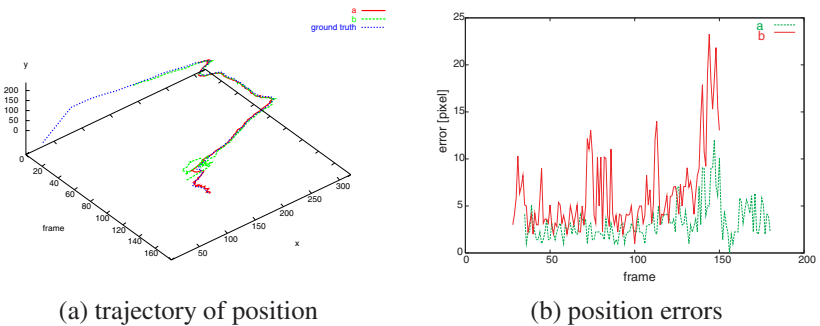 a
b
ground truth
y
200
150
100
50
0
0
20
40
60
80
100
120
140
160
frame
50
100
150
200
250
300
x
(a) trajectory of position
25
20
15
10
5
0
error [pixel]
a
b
50
100
150
200
frame
(b) position errors